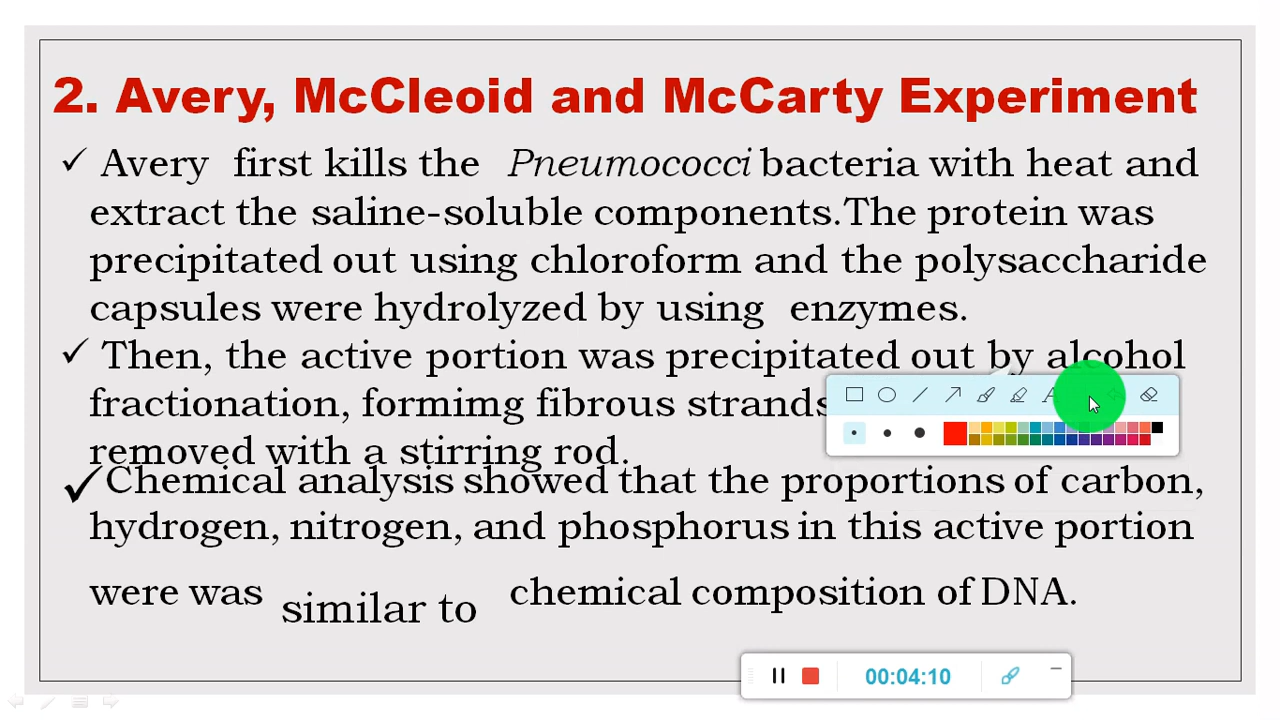 2. Avery, McCleoid and McCarty Experiment
✓ Avery first kills the Pneumococci bacteria with heat and
extract the saline-soluble components.The protein was
precipitated out using chloroform and the polysaccharide
capsules were hydrolyzed by using enzymes.
✓ Then, the active portion was precipitated out by alcohol
fractionation, formimg fibrous strands
removed with a stirring rod.
✓Chemical analysis showed that the proportions of carbon,
hydrogen, nitrogen, and phosphorus in this active portion
were was similar to chemical composition of DNA.
00:04:10